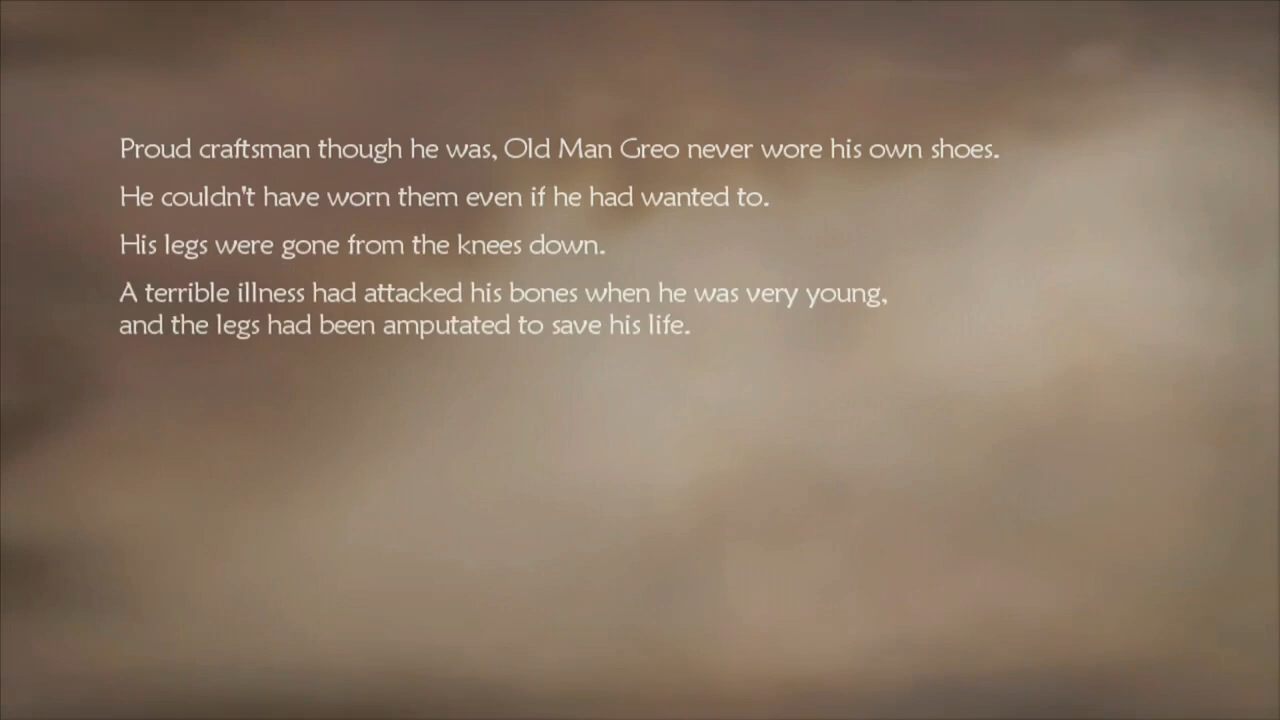 Proud craftsman though he was, Old Man Greo never wore his own shoes.
He couldn't have worn them even if he had wanted to.
His legs were gone from the knees down.
A terrible illness had attacked his bones when he was very young,
and the legs had been amputated to save his life.